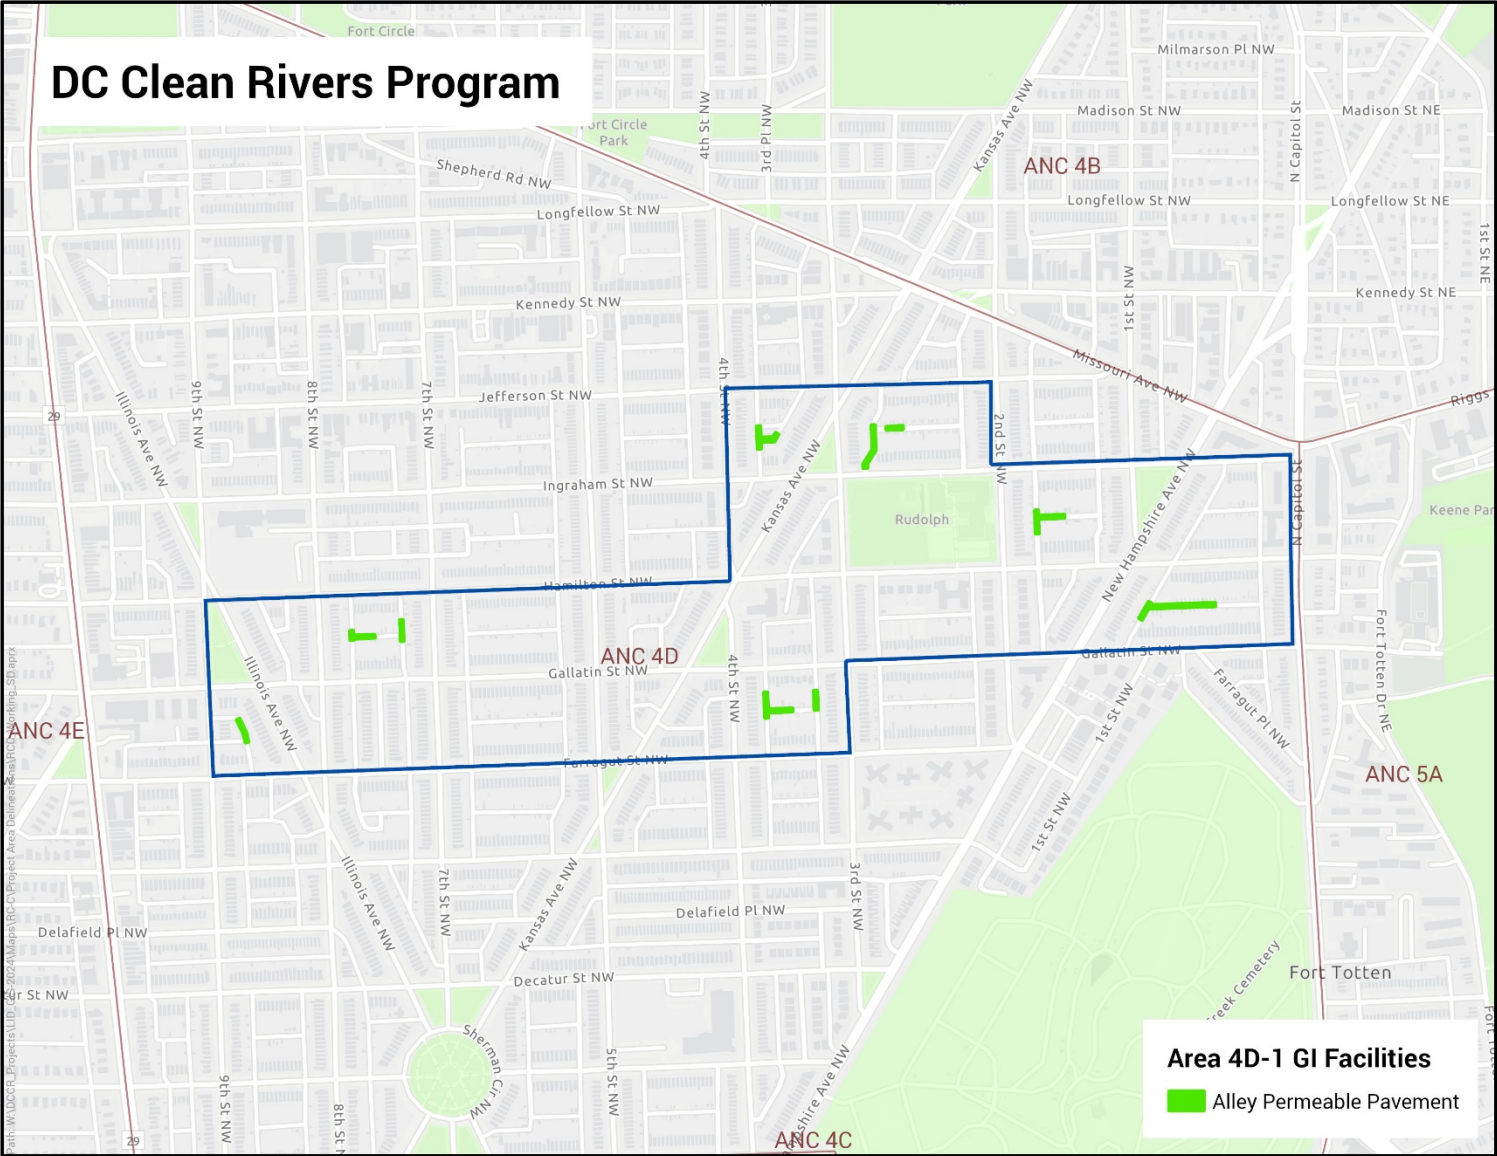 Fort Circle
DC Clean Rivers Program
Milmarson Pl NW
Madison St NW
Madison St NE
Kansas Ave NW
N Capitol St
4th St NW
3rd Pl NW
Fort Circle
Park
Shepherd Rd NW
ANC 4B
Longfellow St NW
Longfellow St NW
Longfellow St NE
1st St NE
Kennedy St NW
1st St NW
Kennedy St NE
Missouri Ave NW
Riggs
29
Illinois Ave NW
9th St NW
8th St NW
7th St NW
Jefferson St NW
4th St NW
2nd St NW
Kansas Ave NW
Ingraham St NW
Rudolph
New Hampshire Ave NW
N Capitol St
Keene Par
Hamilton St NW
ANC 4D
Gallatin St NW
4th St NW
Gallatin St NW
Illinois Ave NW
Fort Totten Dr NE
Farragut Pl NW
1st St NW
ANC 4E
Farragut St NW
ANC 5A
1st St NW
Illinois Ave NW
7th St NW
Kansas Ave NW
3rd St NW
Delafield Pl NW
Delafield Pl NW
Decatur St NW
ur St NW
Creek Cemetery
Fort Totten
Sherman Cir NW
9th St NW
8th St N
5th St NW
ANC 4C
29
Area 4D-1 GI Facilities
Alley Permeable Pavement